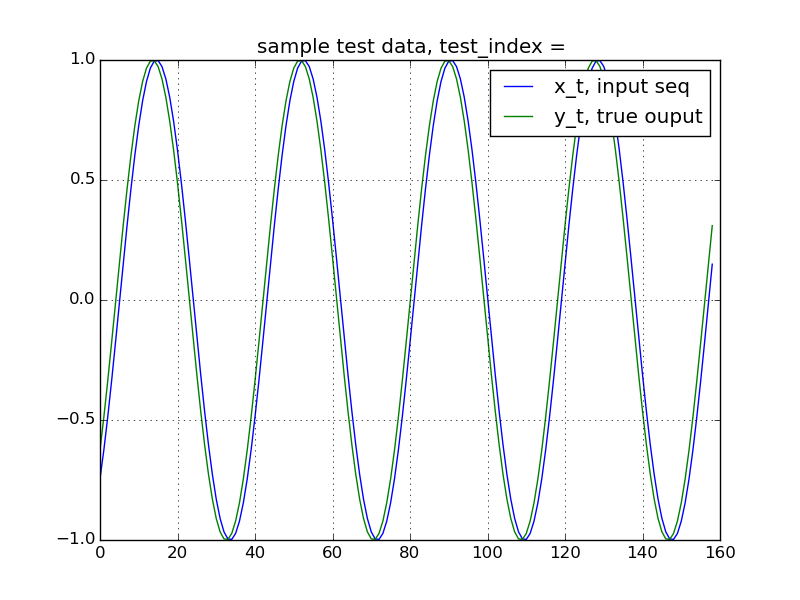 sample test data, test_index =
x_t, input seq
y_t, true ouput
1.0
0.5
0.0
−0.5
−1.0
0 20 40 60 80 100 120 140 160